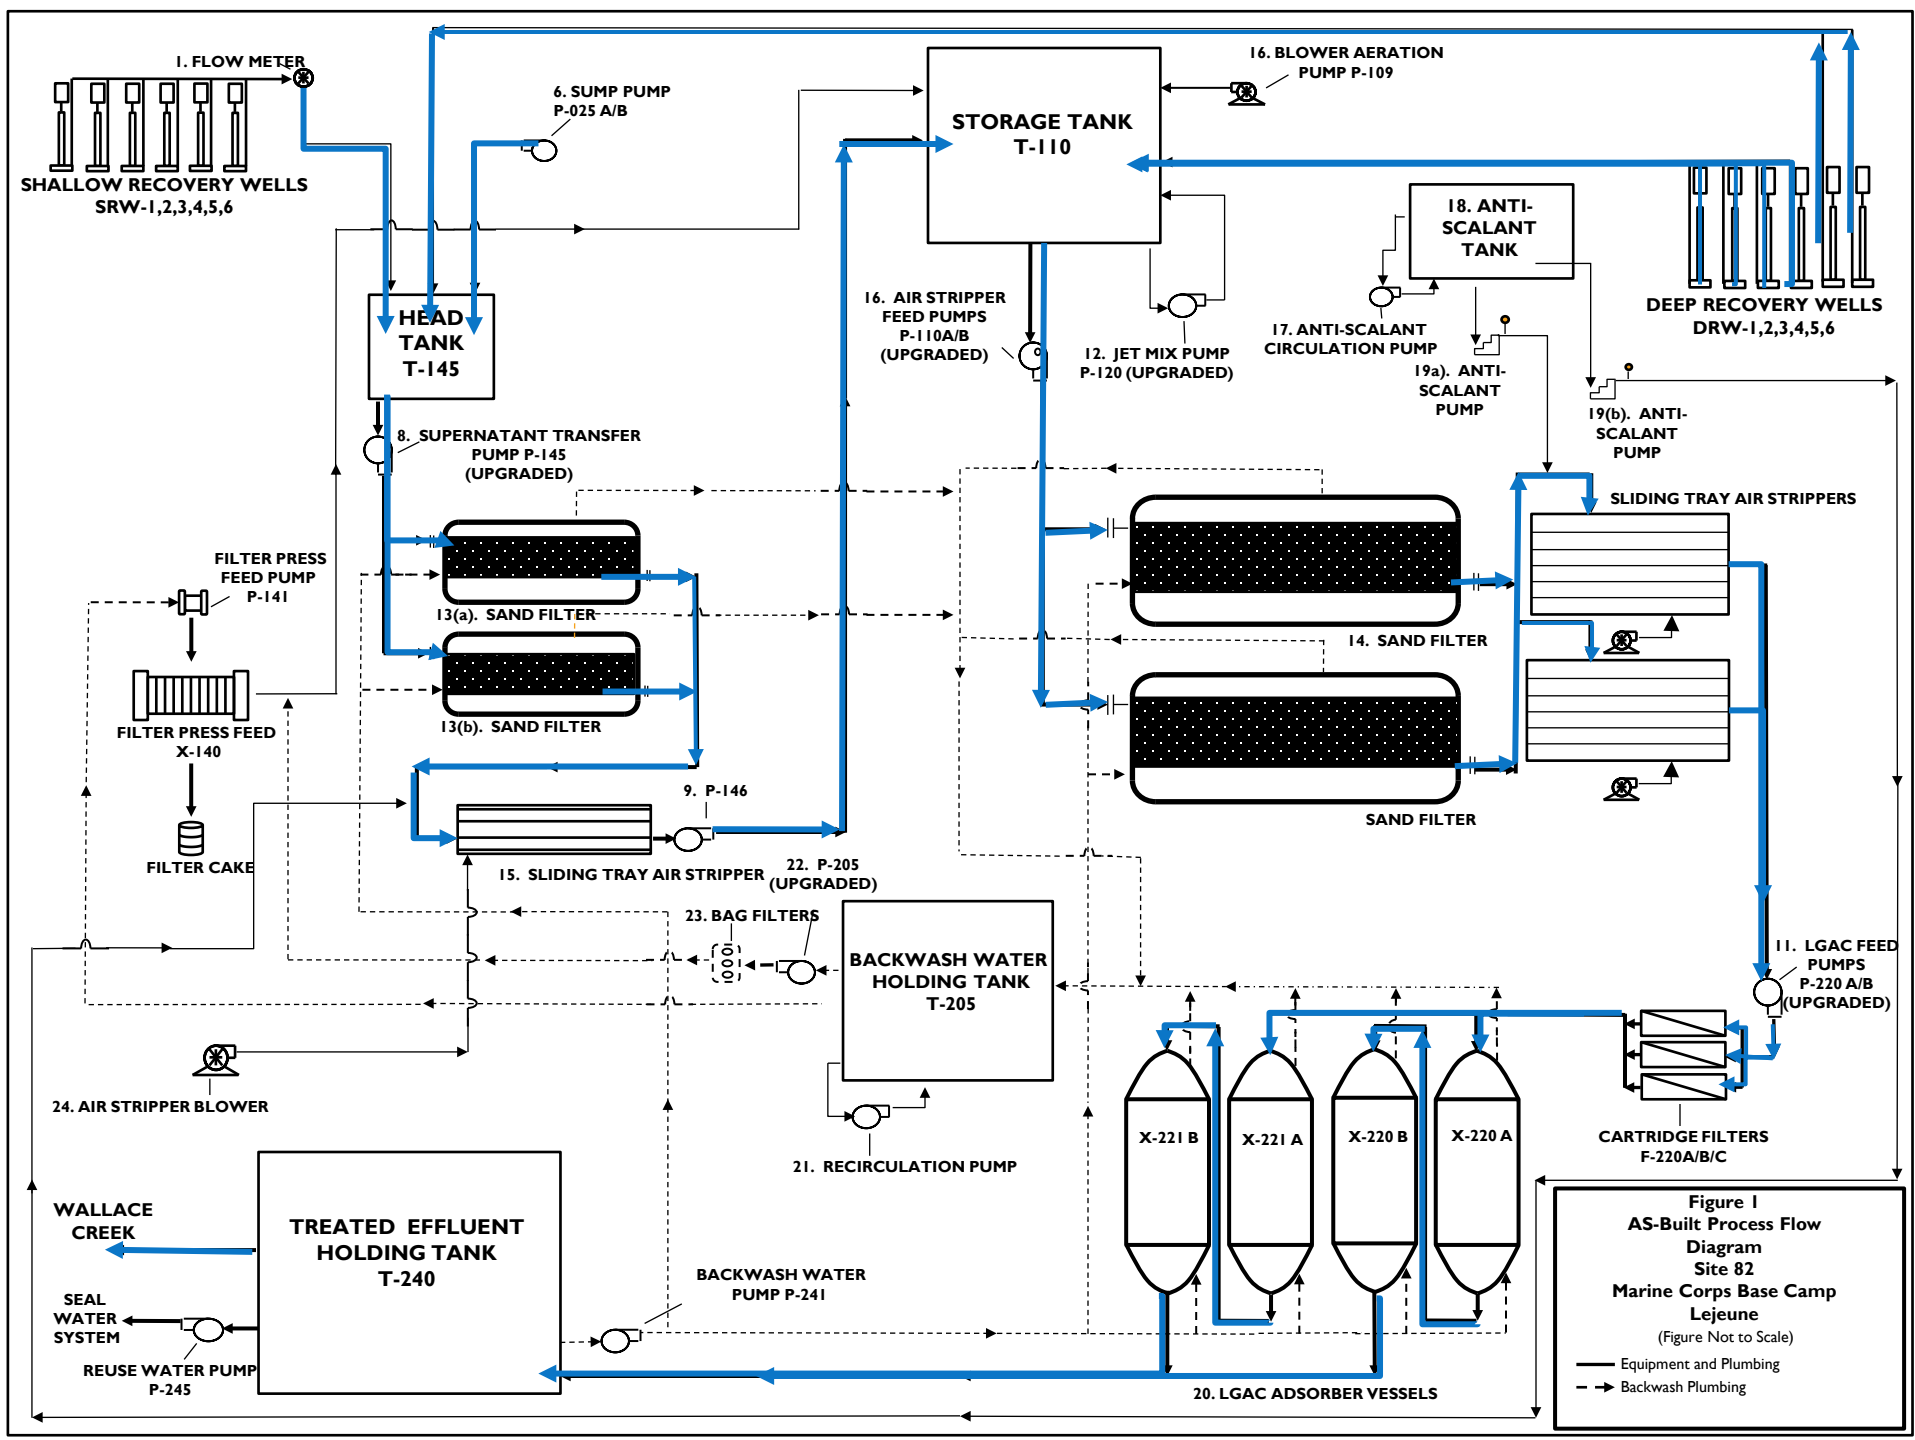 1. FLOW METER
SHALLOW RECOVERY WELLS
SRW-1,2,3,4,5,6
6. SUMP PUMP
P-025 A/B
STORAGE TANK
T-110
16. BLOWER AERATION
PUMP P-109
18. ANTI-
SCALANT
TANK
DEEP RECOVERY WELLS
DRW-1,2,3,4,5,6
HEAD
TANK
T-145
16. AIR STRIPPER
FEED PUMPS
P-110A/B
(UPGRADED)
12. JET MIX PUMP
P-120 (UPGRADED)
17. ANTI-SCALANT
CIRCULATION PUMP
19a). ANTI-
SCALANT
PUMP
19(b). ANTI-
SCALANT
PUMP
8. SUPERNATANT TRANSFER
PUMP P-145
(UPGRADED)
SLIDING TRAY AIR STRIPPERS
FILTER PRESS
FEED PUMP
P-141
13(a). SAND FILTER
14. SAND FILTER
13(b). SAND FILTER
FILTER PRESS FEED
X-140
9. P-146
SAND FILTER
FILTER CAKE
15. SLIDING TRAY AIR STRIPPER
22. P-205
(UPGRADED)
23. BAG FILTERS
BACKWASH WATER
HOLDING TANK
T-205
11. LGAC FEED
PUMPS
P-220 A/B
(UPGRADED)
24. AIR STRIPPER BLOWER
21. RECIRCULATION PUMP
X-221 B
X-221 A
X-220 B
X-220 A
CARTRIDGE FILTERS
F-220A/B/C
WALLACE
CREEK
TREATED EFFLUENT
HOLDING TANK
T-240
SEAL
WATER
SYSTEM
BACKWASH WATER
PUMP P-241
REUSE WATER PUMP
P-245
20. LGAC ADSORBER VESSELS
Figure 1
AS-Built Process Flow
Diagram
Site 82
Marine Corps Base Camp
Lejeune
(Figure Not to Scale)
Equipment and Plumbing
Backwash Plumbing